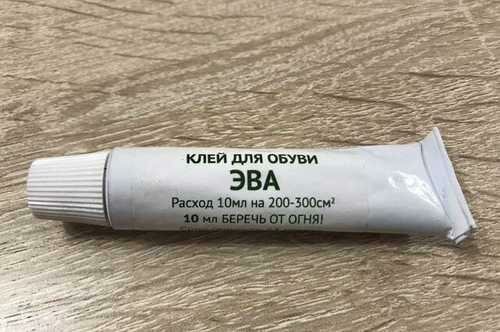 КЛЕЙ ДЛЯ ОБУВИ
ЭВА
Расход 10мл на 200-300см²
10 мл БЕРЕЧЬ ОТ ОГНЯ!